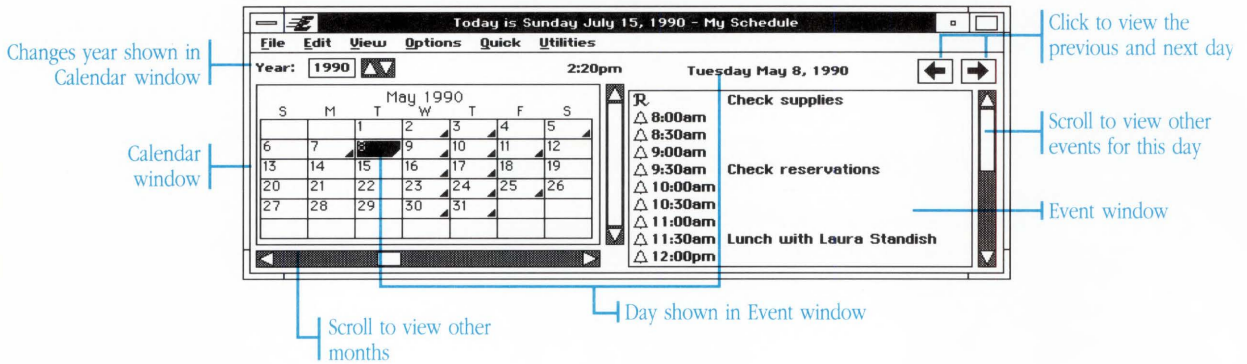 Today is Sunday July 15, 1990 - My Schedule
File Edit View Options Quick Utilities
Year: 1990 2:20pm Tuesday May 8, 1990
May 1990
S M T W T F S
1 2 3 4 5
6 7 8 9 10 11 12
13 14 15 16 17 18 19
20 21 22 23 24 25 26
27 28 29 30 31
R Check supplies
8:00am
8:30am
9:00am
9:30am Check reservations
10:00am
10:30am
11:00am
11:30am Lunch with Laura Standish
12:00pm
Changes year shown in
Calendar window
Calendar
window
Scroll to view other
months
Day shown in Event window
Click to view the
previous and next day
Scroll to view other
events for this day
Event window